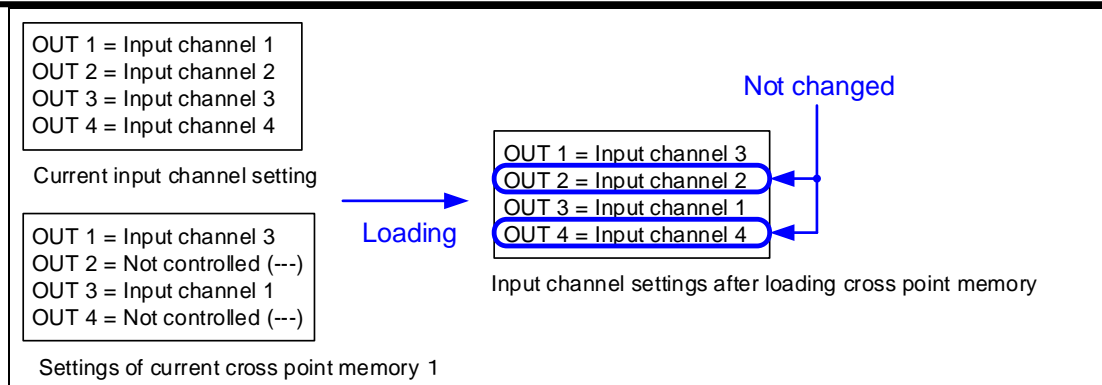 OUT 1 = Input channel 1
OUT 2 = Input channel 2
OUT 3 = Input channel 3
OUT 4 = Input channel 4
Current input channel setting
OUT 1 = Input channel 3
OUT 2 = Not controlled (---)
OUT 3 = Input channel 1
OUT 4 = Not controlled (---)
Settings of current cross point memory 1
Loading
Not changed
OUT 1 = Input channel 3
OUT 2 = Input channel 2
OUT 3 = Input channel 1
OUT 4 = Input channel 4
Input channel settings after loading cross point memory